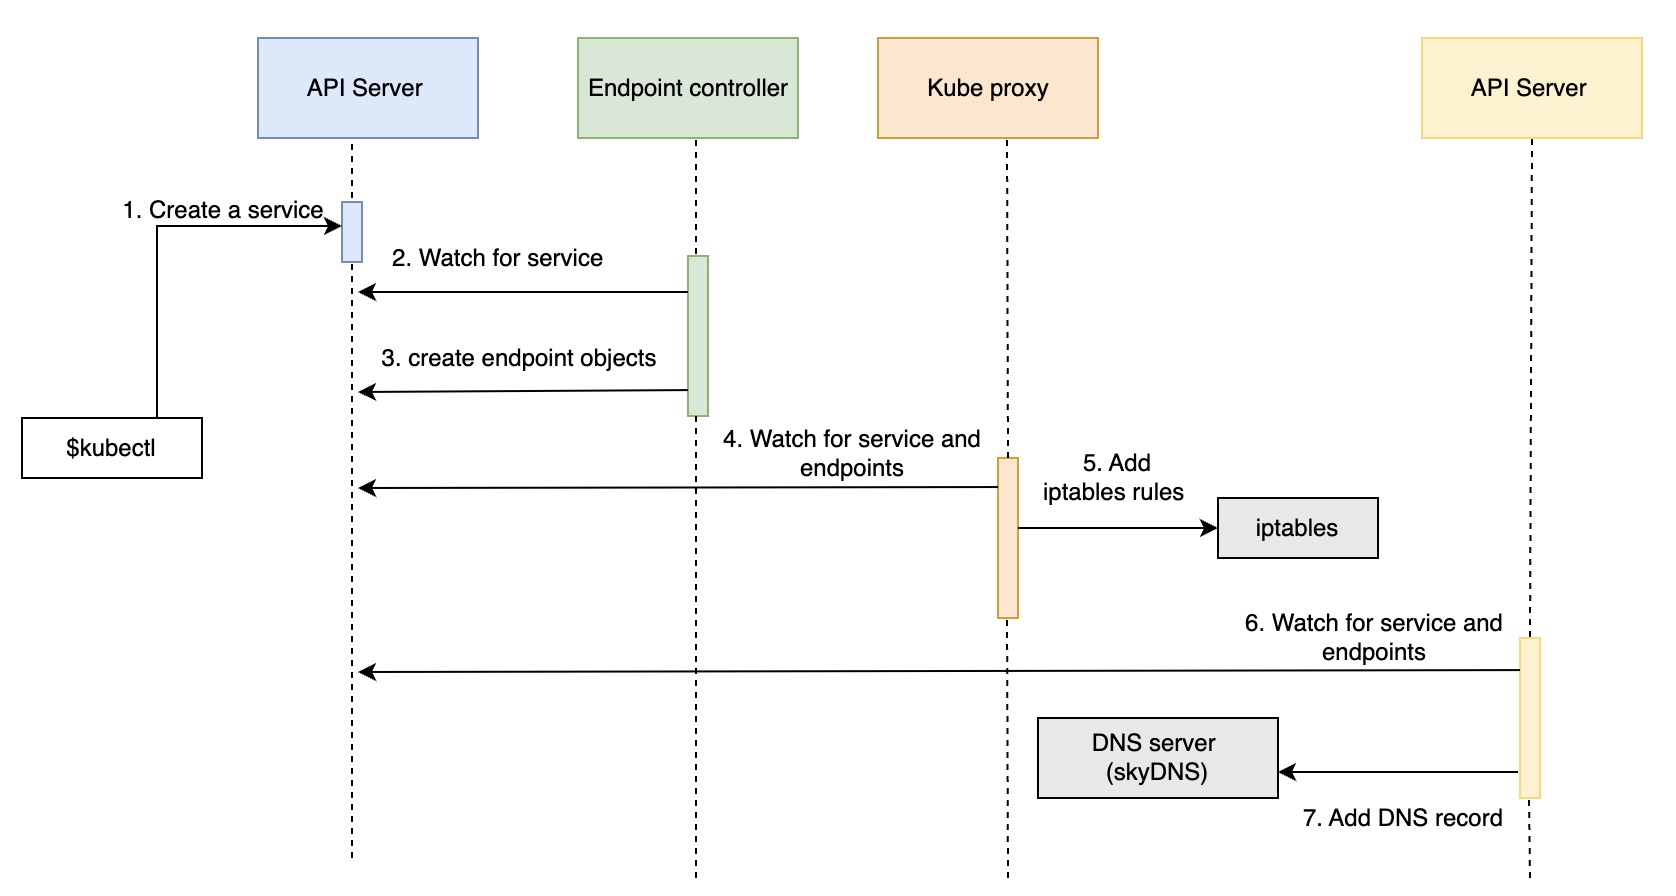 API Server
Endpoint controller
Kube proxy
API Server
1. Create a service
2. Watch for service
3. create endpoint objects
$kubectl
4. Watch for service and
endpoints
5. Add
iptables rules
iptables
6. Watch for service and
endpoints
DNS server
(skyDNS)
7. Add DNS record